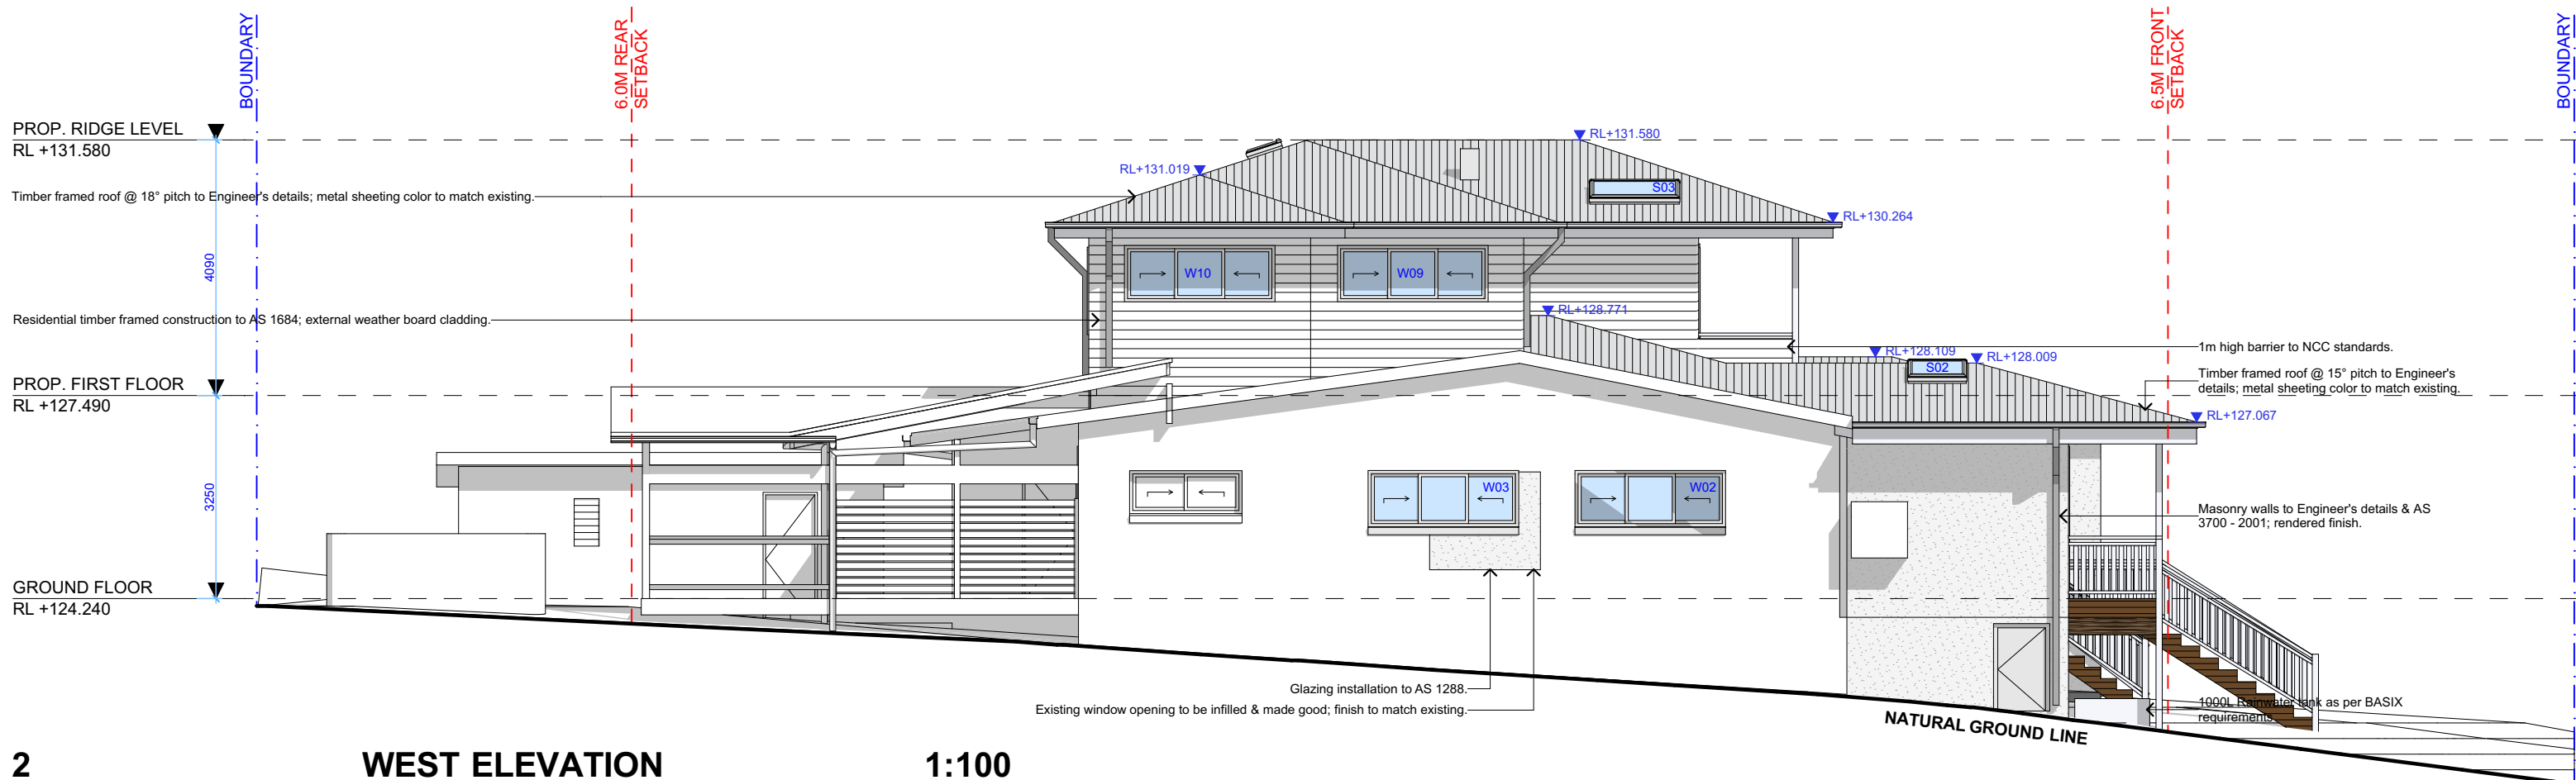 BOUNDARY
6.0M REAR
SETBACK
6.5M FRONT
SETBACK
BOUNDARY
PROP. RIDGE LEVEL
RL +131.580
RL+131.580
RL+131.019
Timber framed roof @ 18° pitch to Engineer's details; metal sheeting color to match existing.
S03
RL+130.264
4090
W10
W09
Residential timber framed construction to AS 1684; external weather board cladding.
RL+128.771
1m high barrier to NCC standards.
RL+128.109
RL+128.009
S02
Timber framed roof @ 15° pitch to Engineer's
details; metal sheeting color to match existing.
PROP. FIRST FLOOR
RL +127.490
RL+127.067
3250
W03
W02
Masonry walls to Engineer's details & AS
3700 - 2001; rendered finish.
GROUND FLOOR
RL +124.240
Glazing installation to AS 1288.
Existing window opening to be infilled & made good; finish to match existing.
1000L Rainwater tank as per BASIX
requirements
NATURAL GROUND LINE
2
WEST ELEVATION
1:100